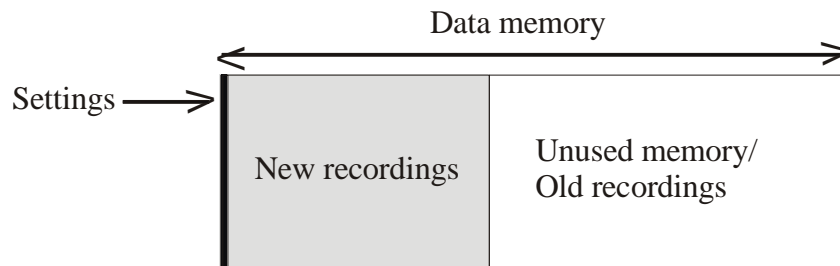 Data memory
Settings
New recordings
Unused memory/
Old recordings